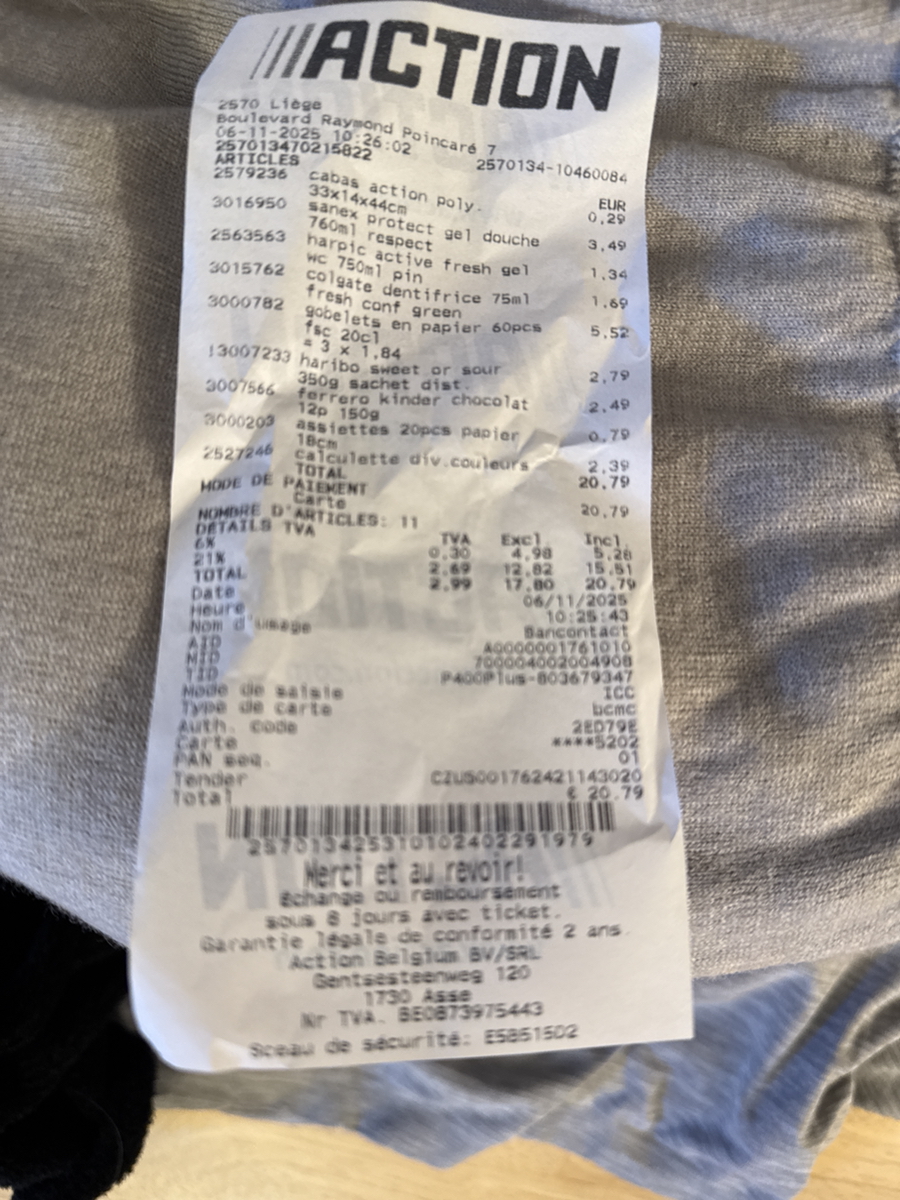 ACTION
2570 Liège
Boulevard Raymond Poincaré 7
06-11-2025 10:26:02
257013470215822 2570134-10460084
ARTICLES EUR
2579236 cabas action poly. 0,29
33x14x44cm
3016950 sanex protect gel douche 3,49
760ml respect
2563563 harpic active fresh gel 1,34
wc 750ml pin
3015762 colgate dentifrice 75ml 1,69
fresh conf green
3000782 gobelets en papier 60pcs 5,52
fsc 20cl
* 3 x 1,84
13007233 haribo sweet or sour 2,79
350g sachet dist.
3007566 ferrero kinder chocolat 2,49
12p 150g
3000203 assiettes 20pcs papier 0,79
18cm
2527246 calculette div.couleurs 2,39
TOTAL 20,79
MODE DE PAIEMENT
Carte 20,79
NOMBRE D'ARTICLES: 11
DETAILS TVA TVA Excl. Incl.
6% 0,30 4,98 5,28
21% 2,69 12,82 15,51
TOTAL 2,99 17,80 20,79
Date 06/11/2025
Heure 10:25:43
Nom d'usage Bancontact
AID A0000001761010
MID 700004002004908
TID P400Plus-803679347
Mode de saisie ICC
Type de carte bcmc
Auth. code 2ED79E
Carte ****5202
PAN seq. 01
Tender CZUS001762421143020
Total € 20.79
257013425310102402291979
Merci et au revoir!
échange ou remboursement
sous 8 jours avec ticket.
Garantie légale de conformité 2 ans.
Action Belgium BV/SRL
Gentsesteenweg 120
1730 Asse
Nr TVA. BE0873975443
Sceau de sécurité: E5B515D2